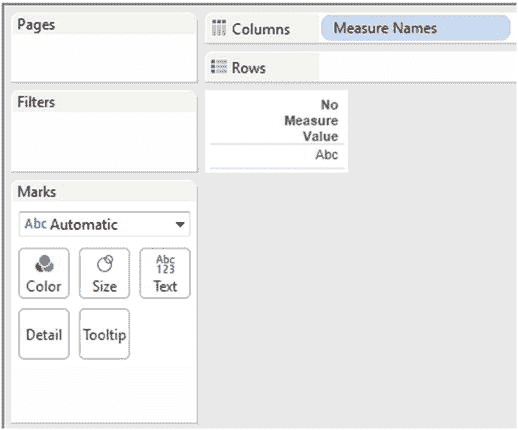 Pages
Columns
Measure Names
Rows
Filters
No
Measure
Value
Abc
Marks
Abc Automatic
Color
Size
Abc
123
Text
Detail
Tooltip